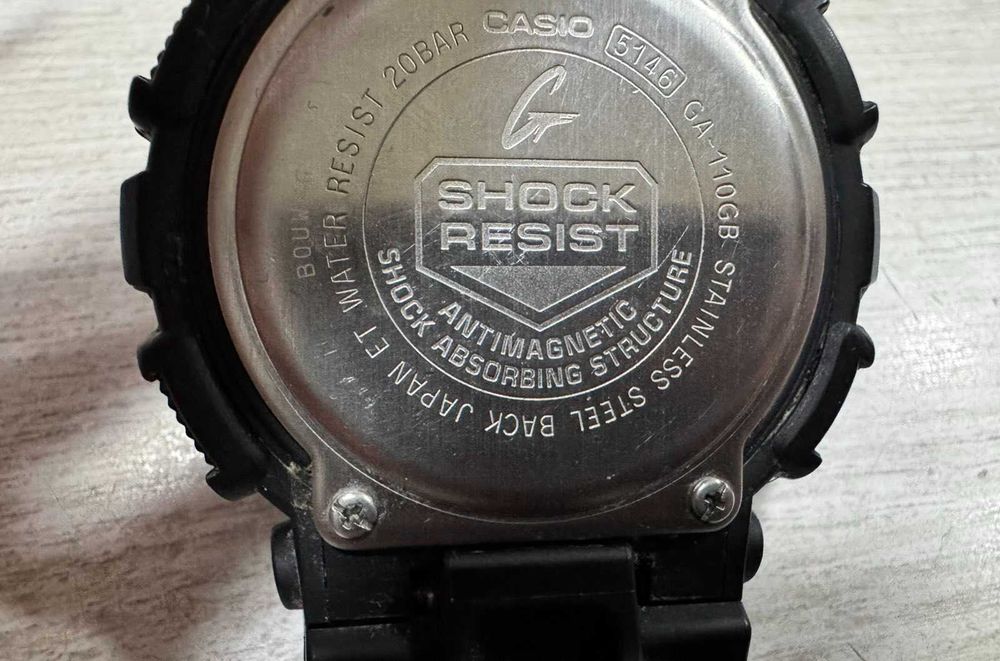 CASIO
5146
GA-110GB STAINLESS STEEL BACK JAPAN ET WATER RESIST 20BAR
G
SHOCK
RESIST
ANTIMAGNETIC
SHOCK ABSORBING STRUCTURE